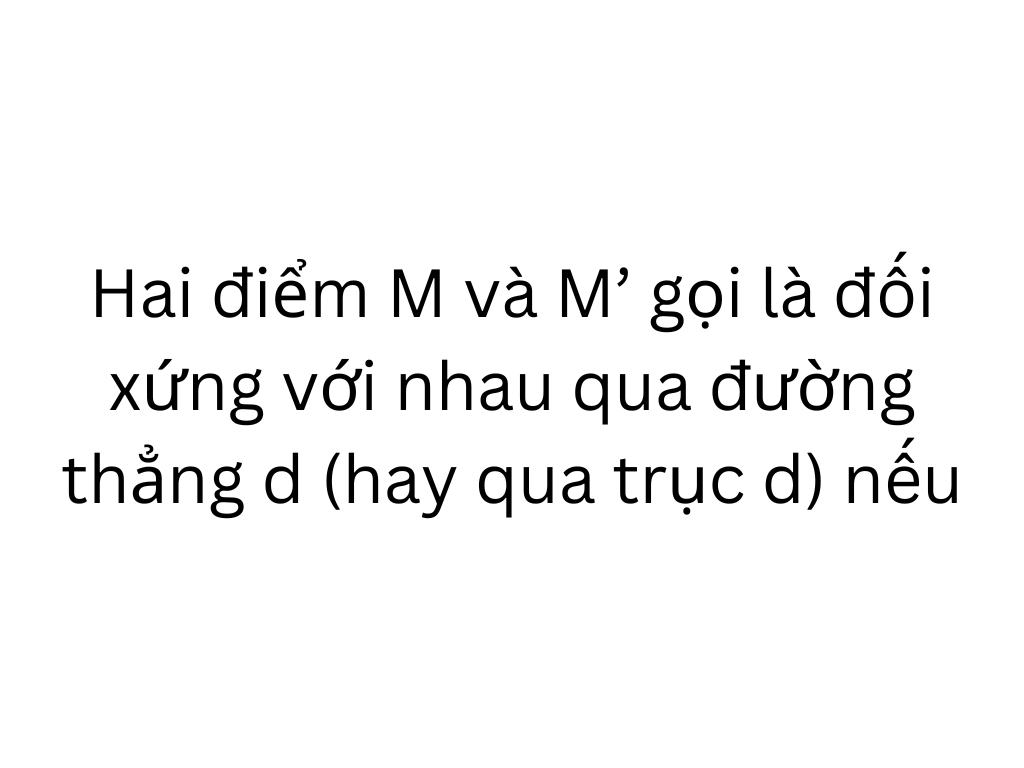 Hai điểm M và M’ gọi là đối
xứng với nhau qua đường
thẳng d (hay qua trục d) nếu